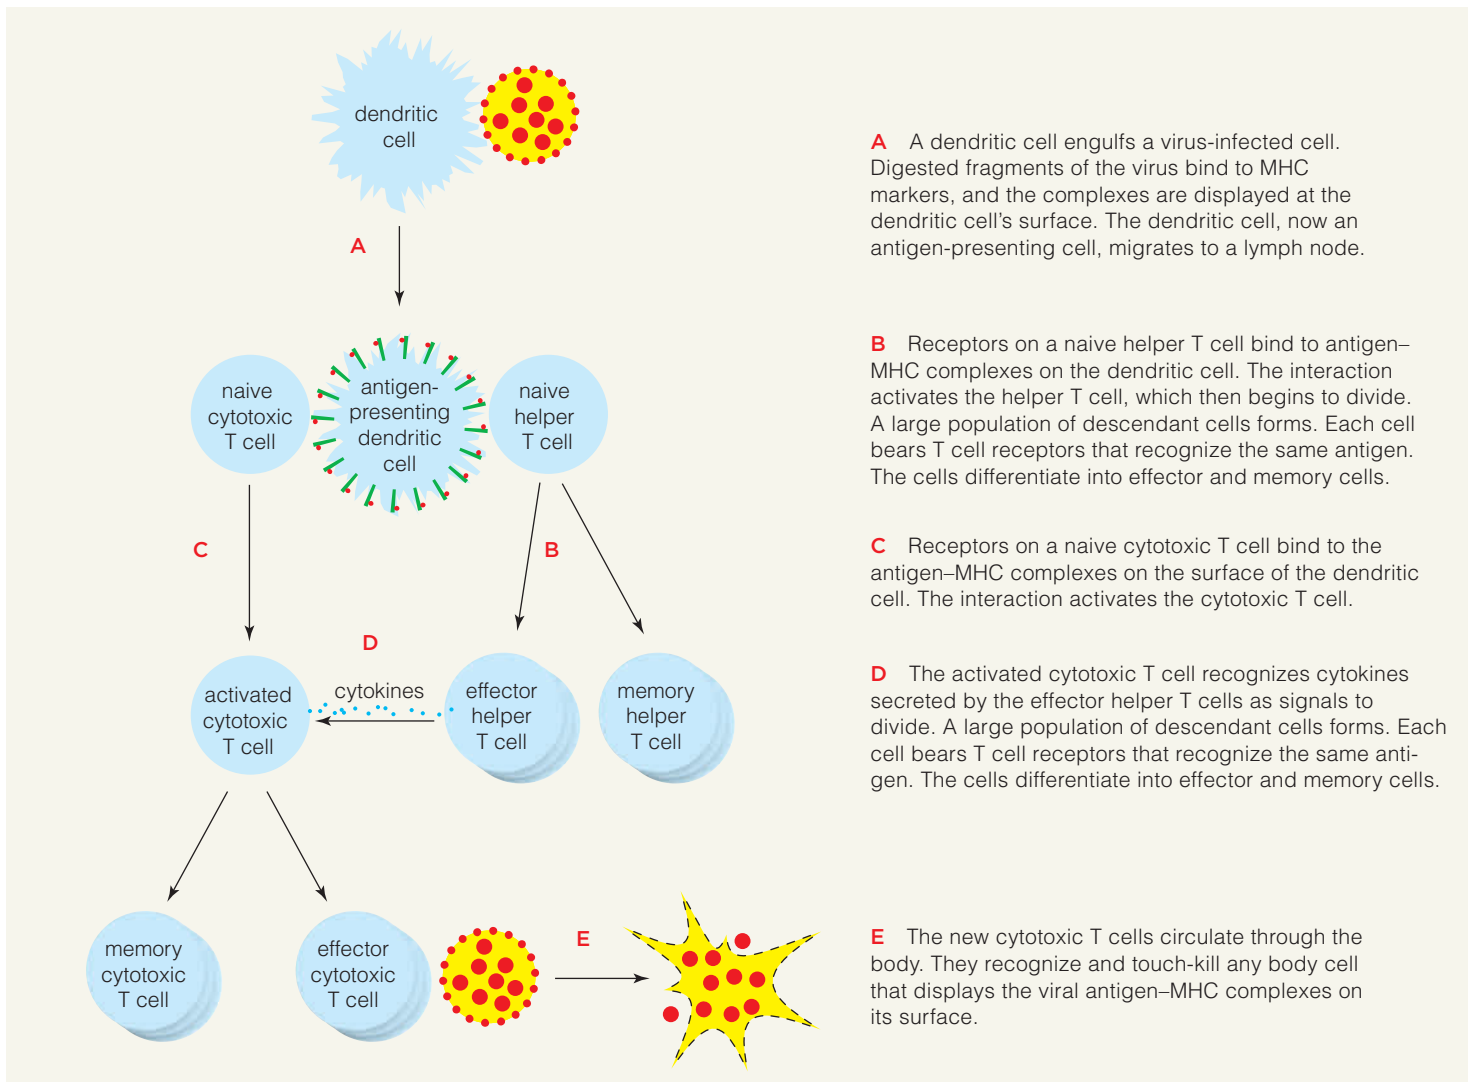 dendritic
cell
A
A A dendritic cell engulfs a virus-infected cell.
Digested fragments of the virus bind to MHC
markers, and the complexes are displayed at the
dendritic cell's surface. The dendritic cell, now an
antigen-presenting cell, migrates to a lymph node.
naive
cytotoxic
T cell
antigen-
presenting
dendritic
cell
naive
helper
T cell
B Receptors on a naive helper T cell bind to antigen–
MHC complexes on the dendritic cell. The interaction
activates the helper T cell, which then begins to divide.
A large population of descendant cells forms. Each cell
bears T cell receptors that recognize the same antigen.
The cells differentiate into effector and memory cells.
C
B
C Receptors on a naive cytotoxic T cell bind to the
antigen–MHC complexes on the surface of the dendritic
cell. The interaction activates the cytotoxic T cell.
D
activated
cytotoxic
T cell
cytokines
effector
helper
T cell
memory
helper
T cell
D The activated cytotoxic T cell recognizes cytokines
secreted by the effector helper T cells as signals to
divide. A large population of descendant cells forms. Each
cell bears T cell receptors that recognize the same anti-
gen. The cells differentiate into effector and memory cells.
memory
cytotoxic
T cell
effector
cytotoxic
T cell
E
E The new cytotoxic T cells circulate through the
body. They recognize and touch-kill any body cell
that displays the viral antigen–MHC complexes on
its surface.